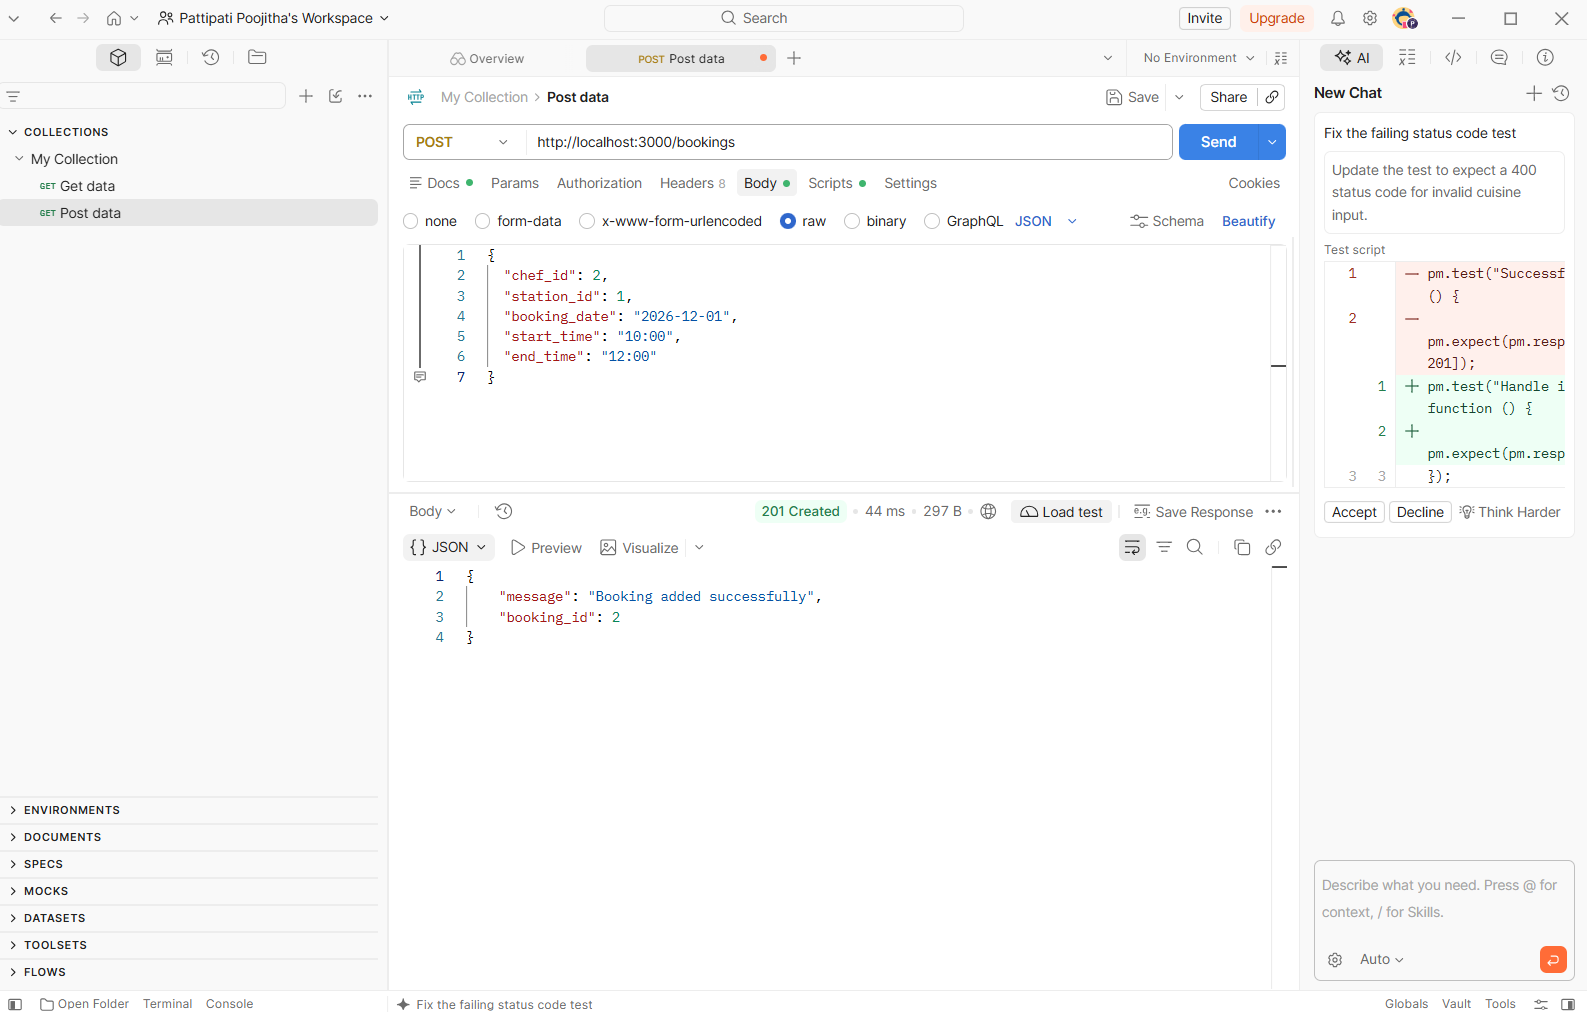 Pattipati Poojitha's Workspace
Search
Invite
Upgrade
Overview
POST Post data
No Environment
AI
COLLECTIONS
My Collection
GET Get data
GET Post data
HTTP
My Collection > Post data
Save
Share
POST
http://localhost:3000/bookings
Send
Docs
Params
Authorization
Headers 8
Body
Scripts
Settings
Cookies
none
form-data
x-www-form-urlencoded
raw
binary
GraphQL
JSON
Schema
Beautify
1 {
2 "chef_id": 2,
3 "station_id": 1,
4 "booking_date": "2026-12-01",
5 "start_time": "10:00",
6 "end_time": "12:00"
7 }
Body
201 Created
44 ms
297 B
Load test
e.g. Save Response
{} JSON
Preview
Visualize
1 {
2 "message": "Booking added successfully",
3 "booking_id": 2
4 }
New Chat
Fix the failing status code test
Update the test to expect a 400
status code for invalid cuisine
input.
Test script
1 — pm.test("Successf
() {
2 —
pm.expect(pm.resp
201]);
1 + pm.test("Handle i
function () {
2 +
pm.expect(pm.resp
3 3 });
Accept
Decline
Think Harder
ENVIRONMENTS
DOCUMENTS
SPECS
MOCKS
DATASETS
TOOLSETS
FLOWS
Describe what you need. Press @ for
context, / for Skills.
Auto
Open Folder
Terminal
Console
Fix the failing status code test
Globals
Vault
Tools